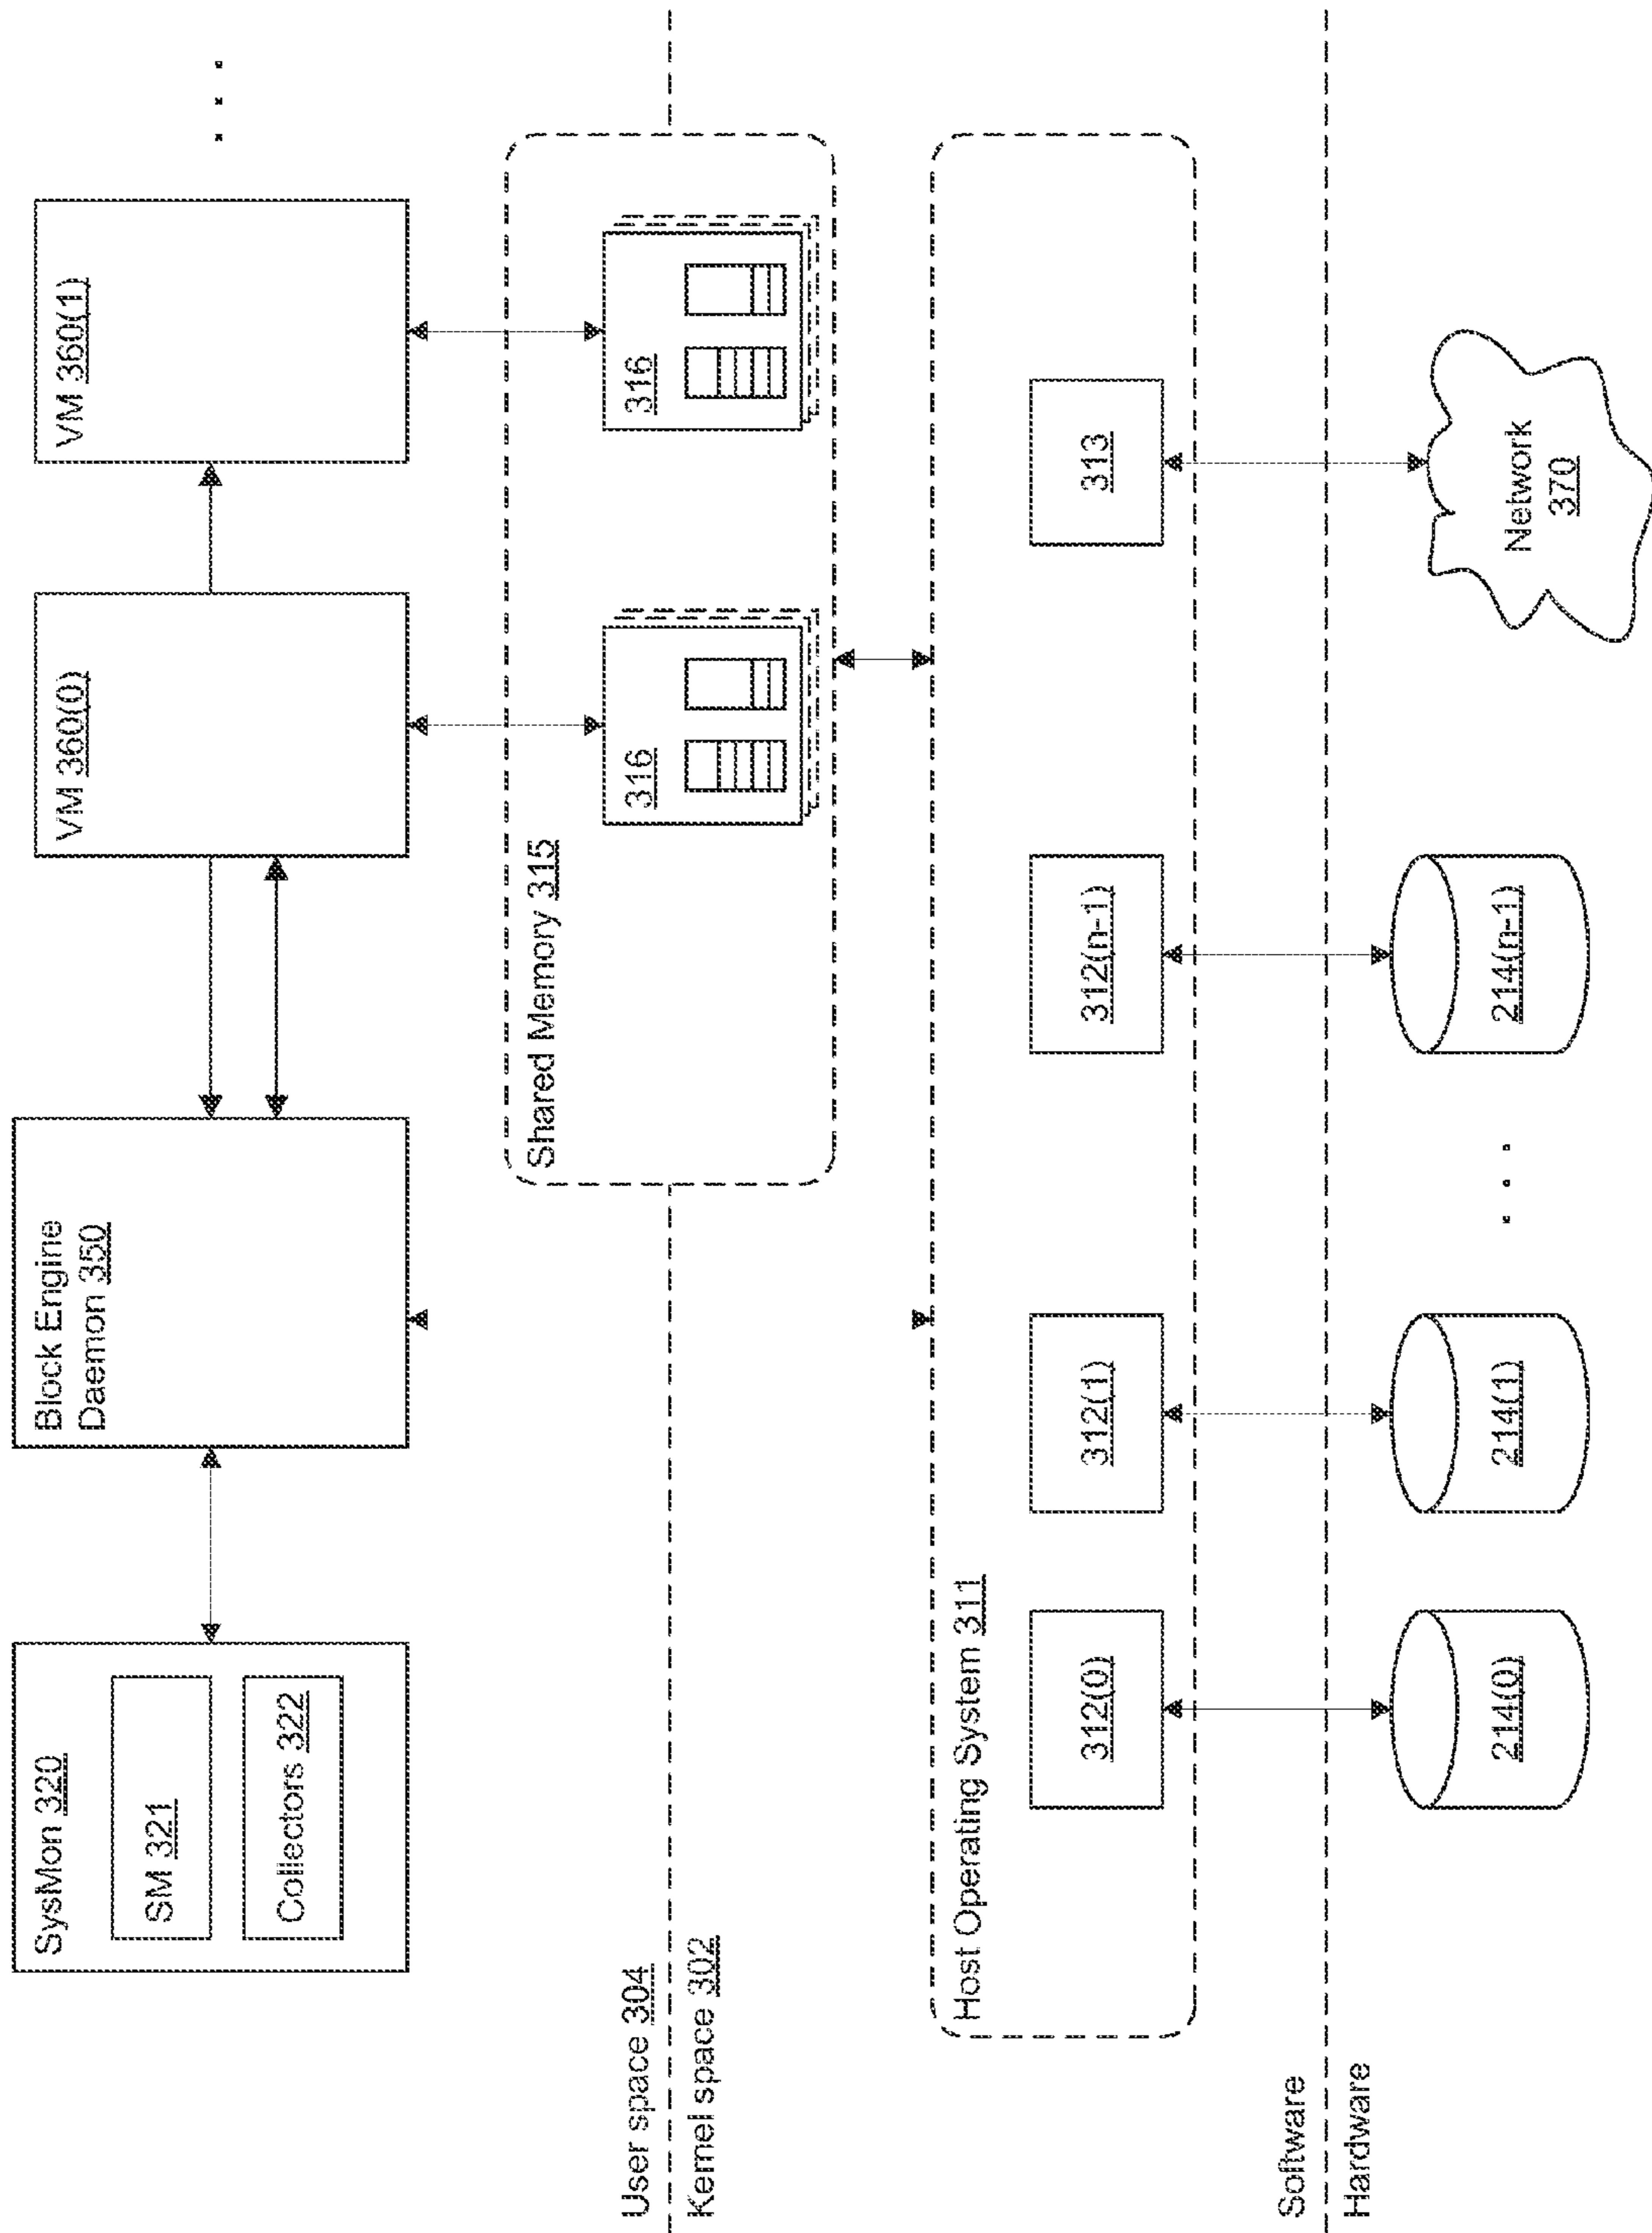 SysMon 320
SM 321
Collectors 322
Block Engine
Daemon 350
VM 360(0)
VM 360(1)
. . .
User space 304
Kernel space 302
Shared Memory 315
316
316
Host Operating System 311
312(0)
312(1)
312(n-1)
313
Software
Hardware
214(0)
214(1)
. . .
214(n-1)
Network
370